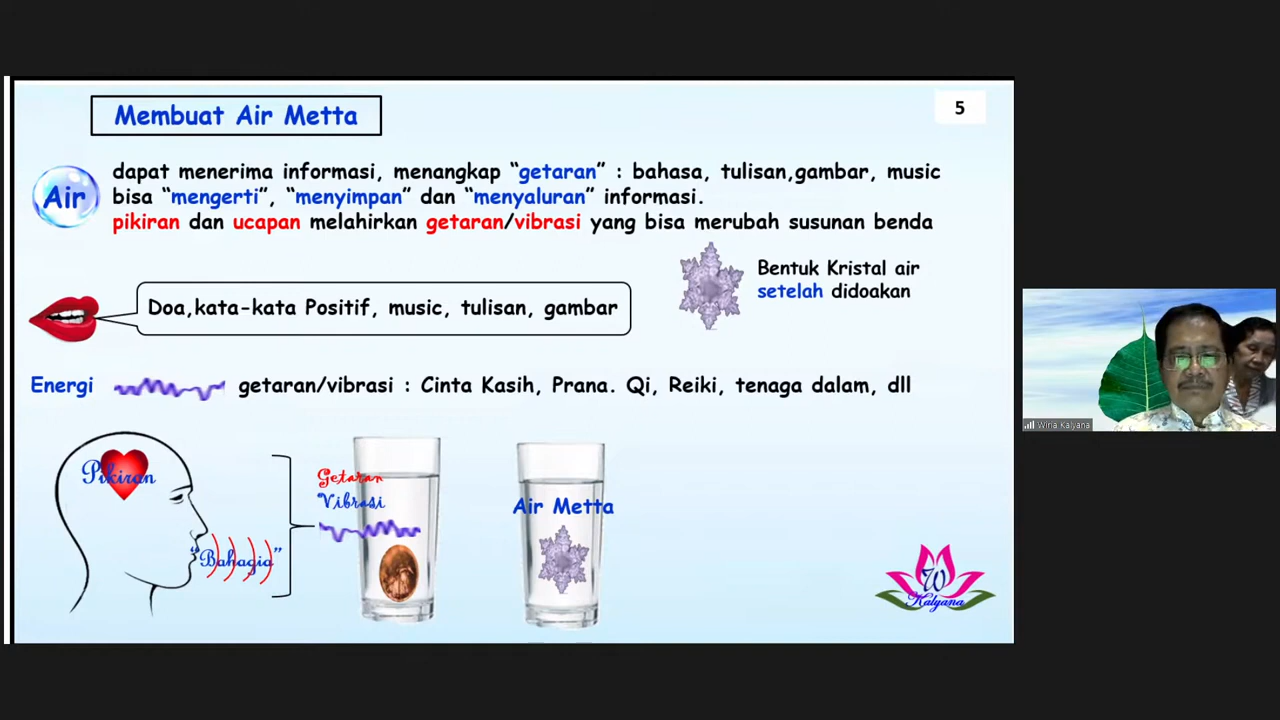 Membuat Air Metta
5
Air
dapat menerima informasi, menangkap “getaran” : bahasa, tulisan,gambar, music
bisa “mengerti”, “menyimpan” dan “menyaluran” informasi.
pikiran dan ucapan melahirkan getaran/vibrasi yang bisa merubah susunan benda
Bentuk Kristal air
setelah didoakan
Doa,kata-kata Positif, music, tulisan, gambar
Energi
getaran/vibrasi : Cinta Kasih, Prana. Qi, Reiki, tenaga dalam, dll
Pikiran
“Bahagia”
Getaran
Vibrasi
Air Metta
W
Kalyana
Wiria Kalyana